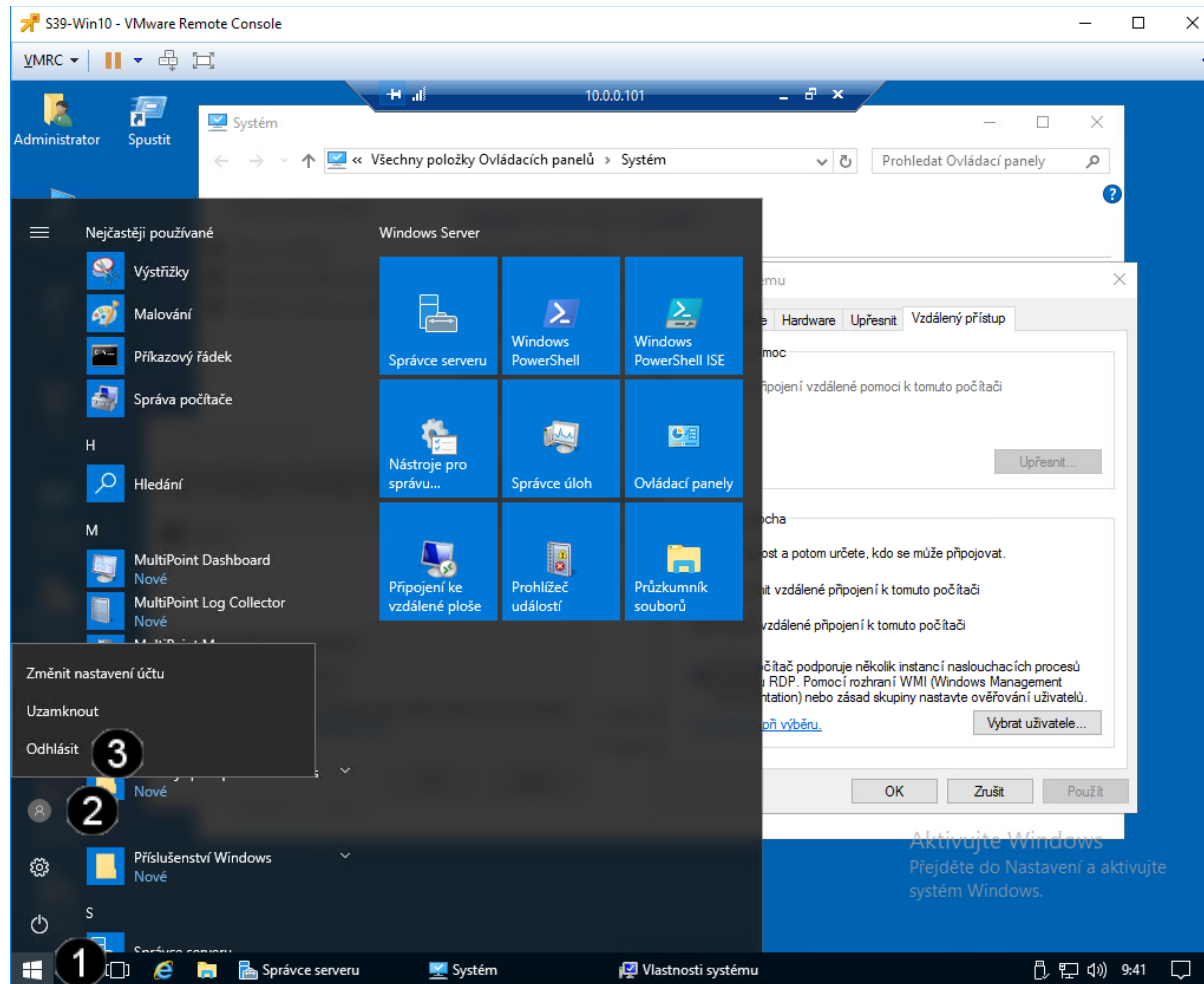 S39-Win10 - VMware Remote Console
VMRC
10.0.0.101
Administrator
Spustit
Systém
« Všechny položky Ovládacích panelů › Systém
Prohledat Ovládací panely
?
Nejčastěji používané
Výstřižky
Malování
Příkazový řádek
Správa počítače
H
Hledání
M
MultiPoint Dashboard
Nové
MultiPoint Log Collector
Nové
Změnit nastavení účtu
Uzamknout
Odhlásit
3
Nové
2
Příslušenství Windows
Nové
S
Správce serveru
Windows Server
Správce serveru
Windows
PowerShell
Windows
PowerShell ISE
Nástroje pro
správu...
Správce úloh
Ovládací panely
Připojení ke
vzdálené ploše
Prohlížeč
událostí
Průzkumník
souborů
mu
e
Hardware
Upřesnit
Vzdálený přístup
moc
řipojení vzdálené pomoci k tomuto počítači
Upřesnit...
ocha
ost a potom určete, kdo se může připojovat.
it vzdálené připojení k tomuto počítači
vzdálené připojení k tomuto počítači
čítač podporuje několik instancí naslouchacích procesů
u RDP. Pomocí rozhraní WMI (Windows Management
ntation) nebo zásad skupiny nastavte ověřování uživatelů.
při výběru.
Vybrat uživatele...
OK
Zrušit
Použít
Aktivujte Windows
Přejděte do Nastavení a aktivujte
systém Windows.
1
Správce serveru
Systém
Vlastnosti systému
9:41